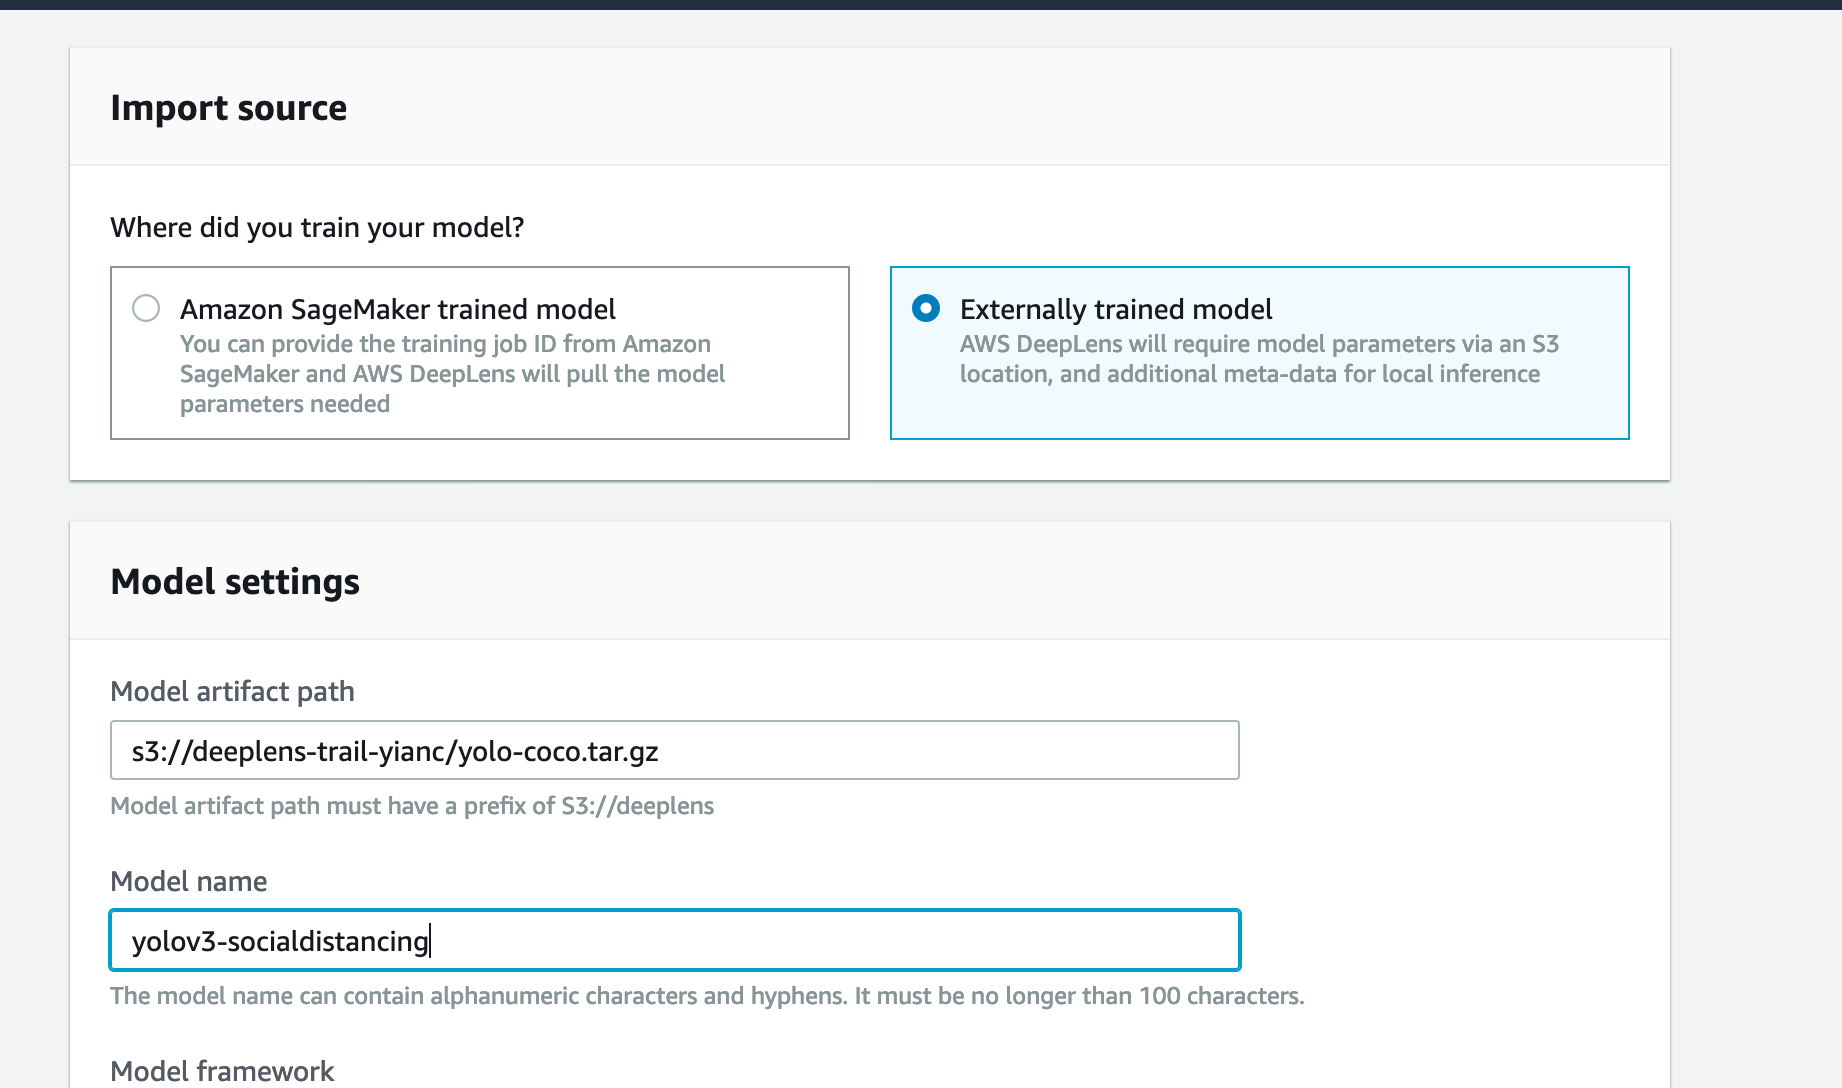 Import source
Where did you train your model?
Amazon SageMaker trained model
You can provide the training job ID from Amazon
SageMaker and AWS DeepLens will pull the model
parameters needed
Externally trained model
AWS DeepLens will require model parameters via an S3
location, and additional meta-data for local inference
Model settings
Model artifact path
s3://deeplens-trail-yianc/yolo-coco.tar.gz
Model artifact path must have a prefix of S3://deeplens
Model name
yolov3-socialdistancing
The model name can contain alphanumeric characters and hyphens. It must be no longer than 100 characters.
Model framework